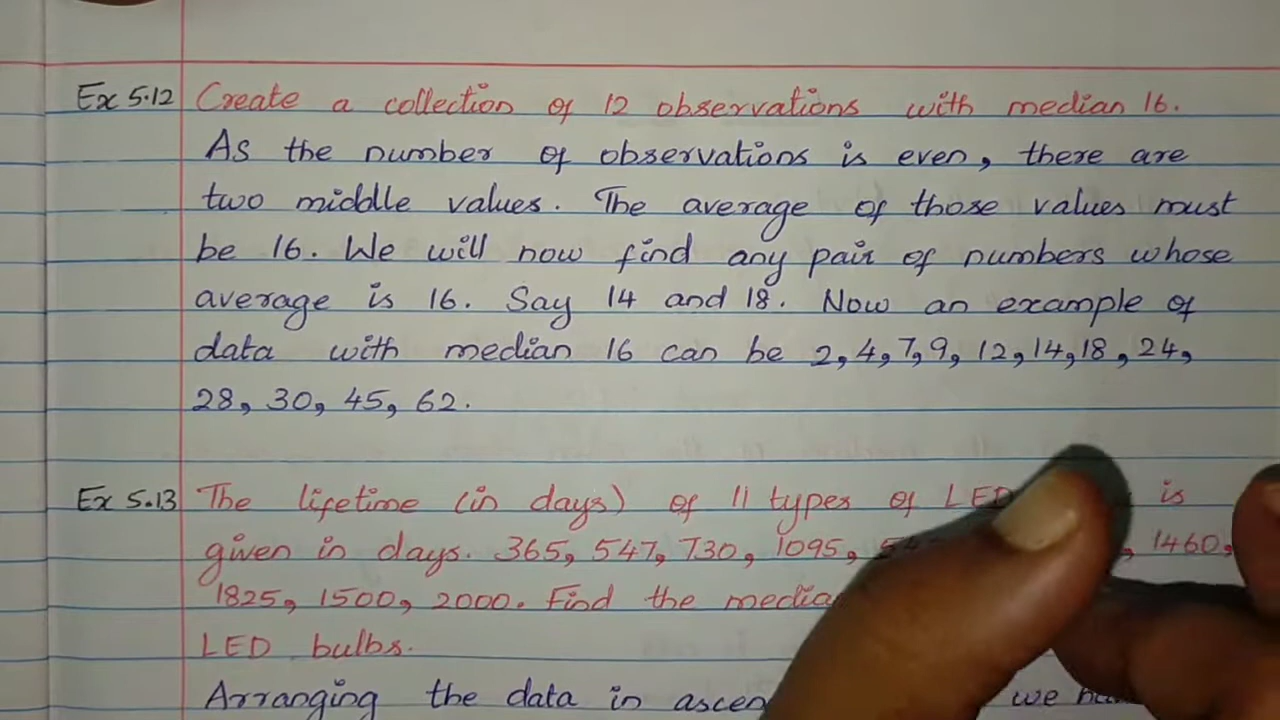 Ex 5.12 Create a collection of 12 observations with median 16.
As the number of observations is even, there are
two middle values. The average of those values must
be 16. We will now find any pair of numbers whose
average is 16. Say 14 and 18. Now an example of
data with median 16 can be 2, 4, 7, 9, 12, 14, 18, 24,
28, 30, 45, 62.
Ex 5.13 The lifetime (in days) of 11 types of LED is
given in days. 365, 547, 730, 1095, 1460,
1825, 1500, 2000. Find the
LED bulbs.
Arranging the data in we